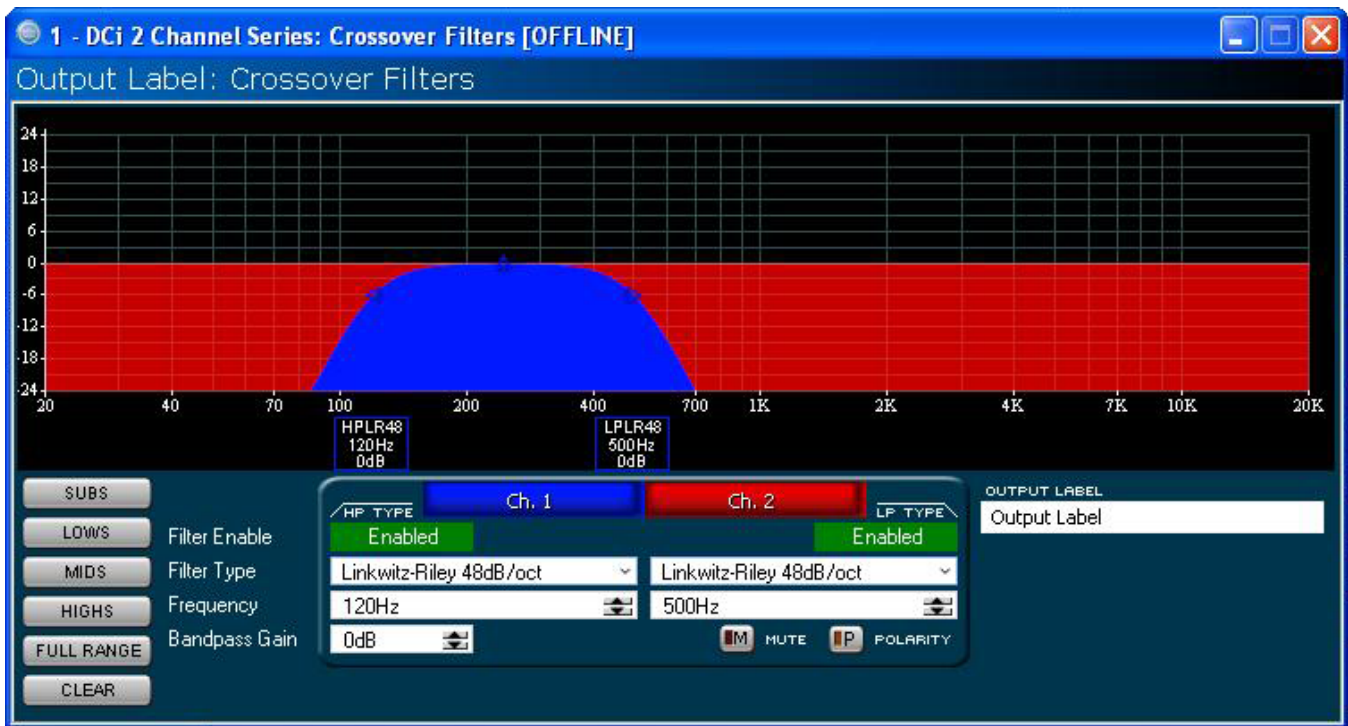 1 - DCi 2 Channel Series: Crossover Filters [OFFLINE]
Output Label: Crossover Filters
24
18
12
6
0
-6
-12
-18
-24
20 40 70 100 200 400 700 1K 2K 4K 7K 10K 20K
HPLR48
120Hz
0dB
LPLR48
500Hz
0dB
SUBS
LOWS
MIDS
HIGHS
FULL RANGE
CLEAR
HP TYPE Ch. 1 Ch. 2 LP TYPE
Filter Enable Enabled Enabled
Filter Type Linkwitz-Riley 48dB/oct Linkwitz-Riley 48dB/oct
Frequency 120Hz 500Hz
Bandpass Gain 0dB M MUTE P POLARITY
OUTPUT LABEL
Output Label